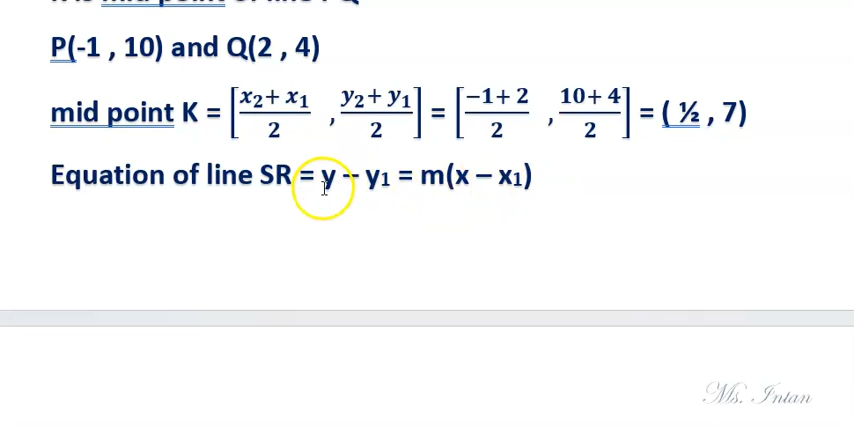 P(-1 , 10) and Q(2 , 4)
mid point K = [x₂+ x₁/2 , y₂+ y₁/2] = [−1+ 2/2 , 10+ 4/2] = ( ½ , 7)
Equation of line SR = y – y₁ = m(x – x₁)
Ms. Intan